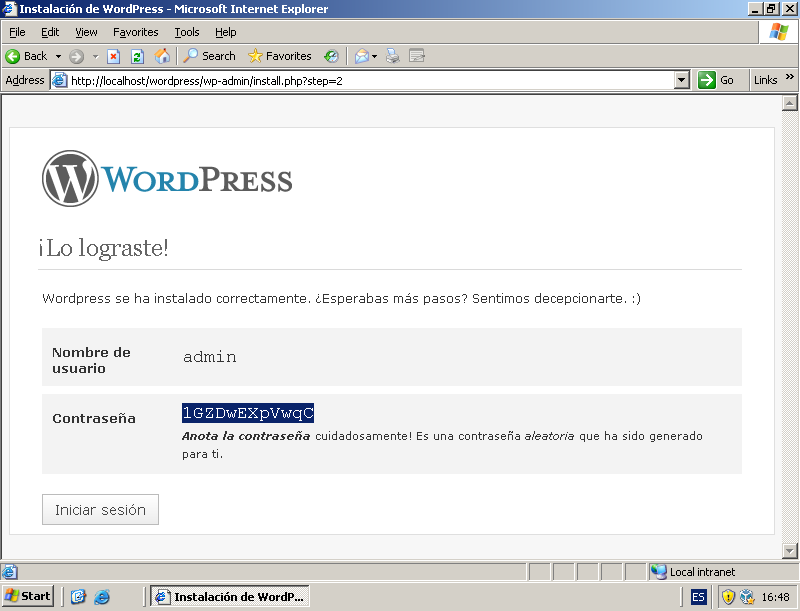 Instalación de WordPress - Microsoft Internet Explorer
File Edit View Favorites Tools Help
Back Search Favorites
Address http://localhost/wordpress/wp-admin/install.php?step=2 Go Links »
WORDPRESS
¡Lo lograste!
Wordpress se ha instalado correctamente. ¿Esperabas más pasos? Sentimos decepcionarte. :)
Nombre de
usuario
admin
Contraseña
lGZDwEXpVwqC
Anota la contraseña cuidadosamente! Es una contraseña aleatoria que ha sido generado
para ti.
Iniciar sesión
Local intranet
Start Instalación de WordP... ES 16:48